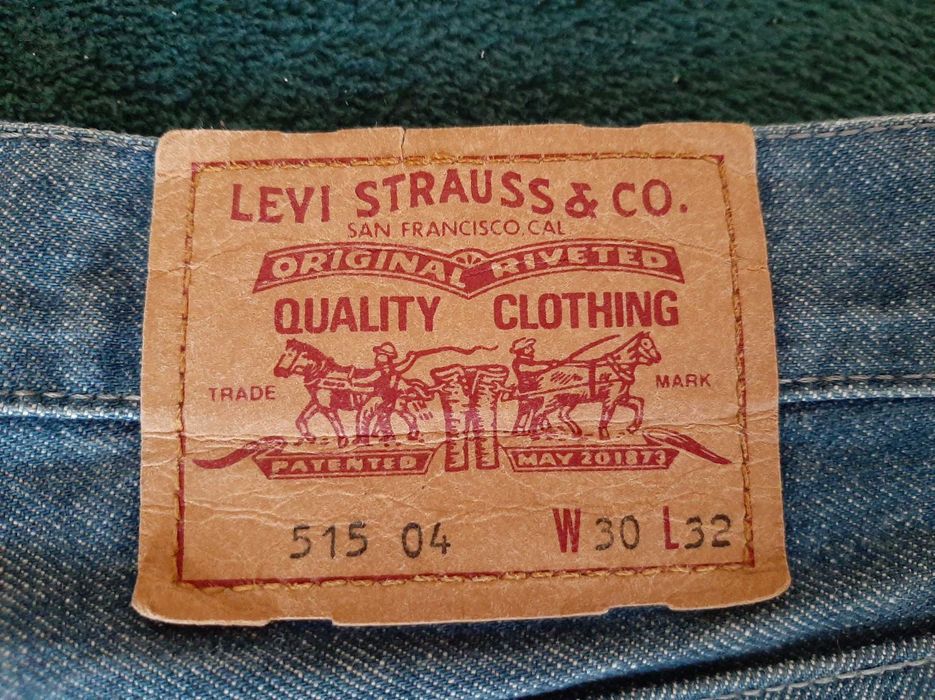 LEVI STRAUSS & CO.
SAN FRANCISCO. CAL
ORIGINAL RIVETED
QUALITY CLOTHING
TRADE MARK
PATENTED MAY 20 1873
515 04 W 30 L 32